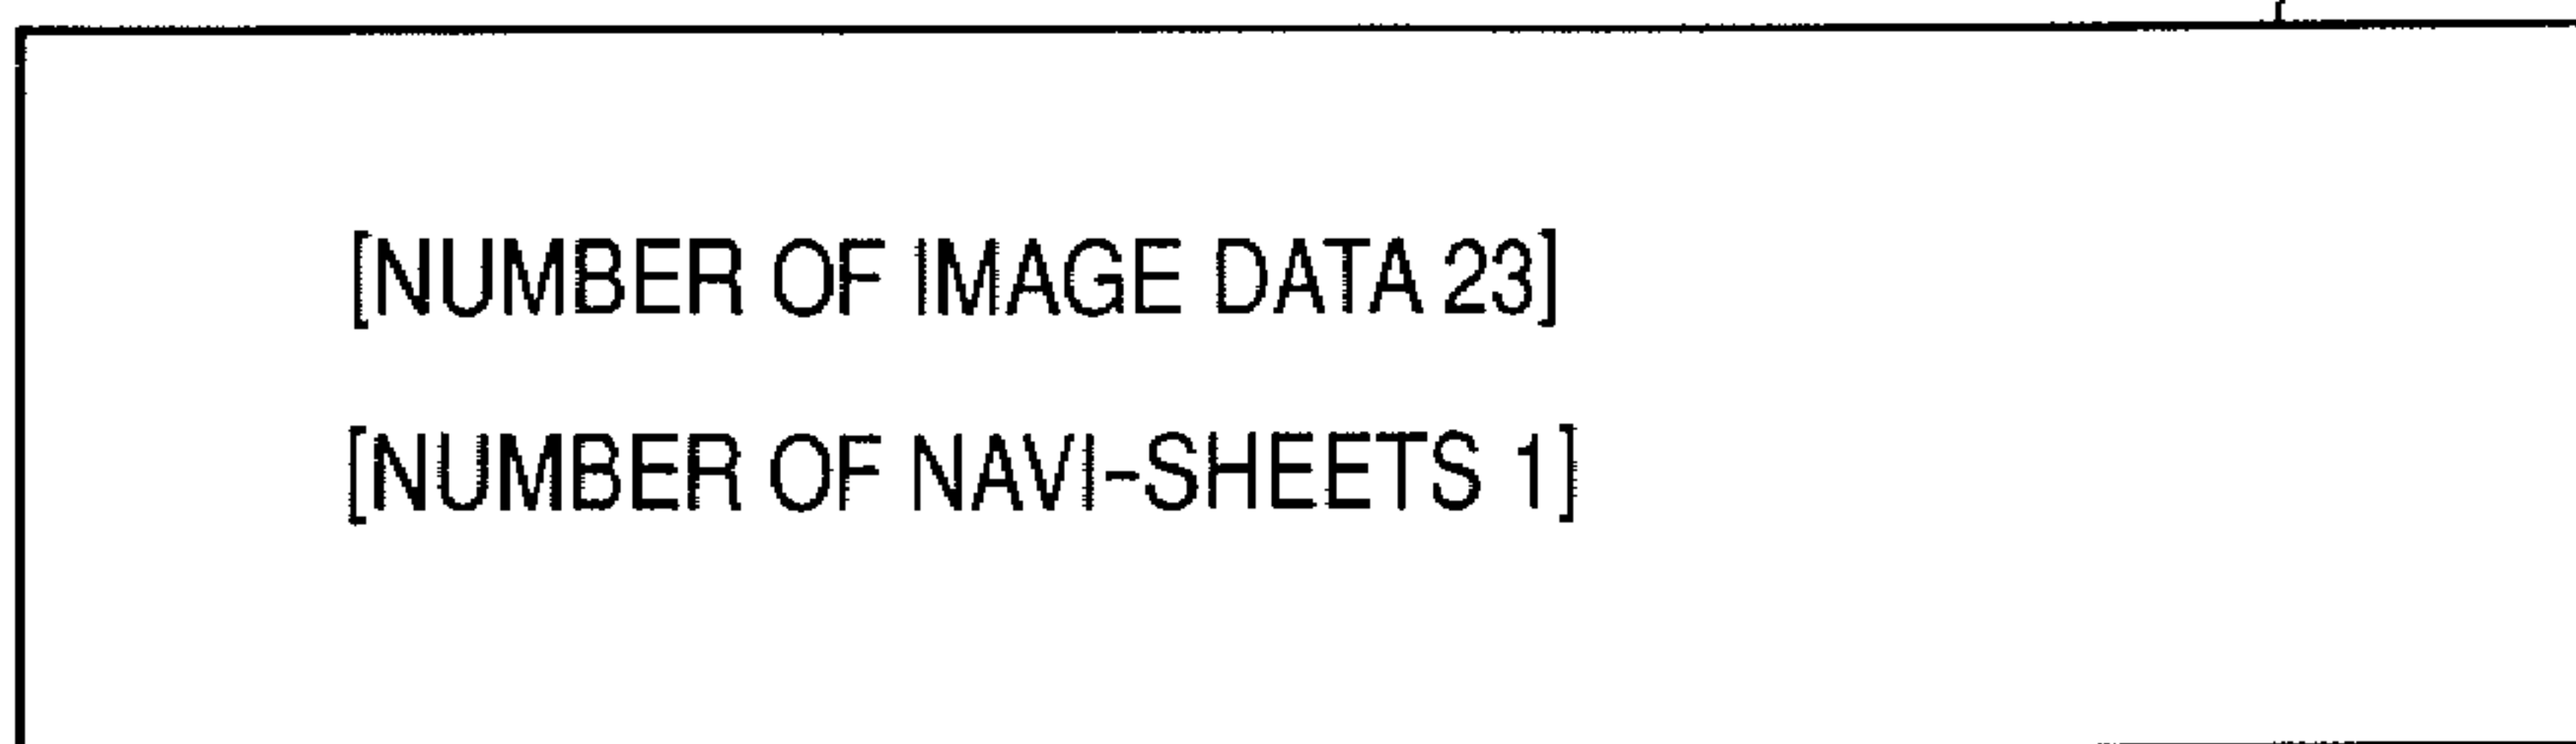 [NUMBER OF IMAGE DATA 23]
[NUMBER OF NAVI-SHEETS 1]